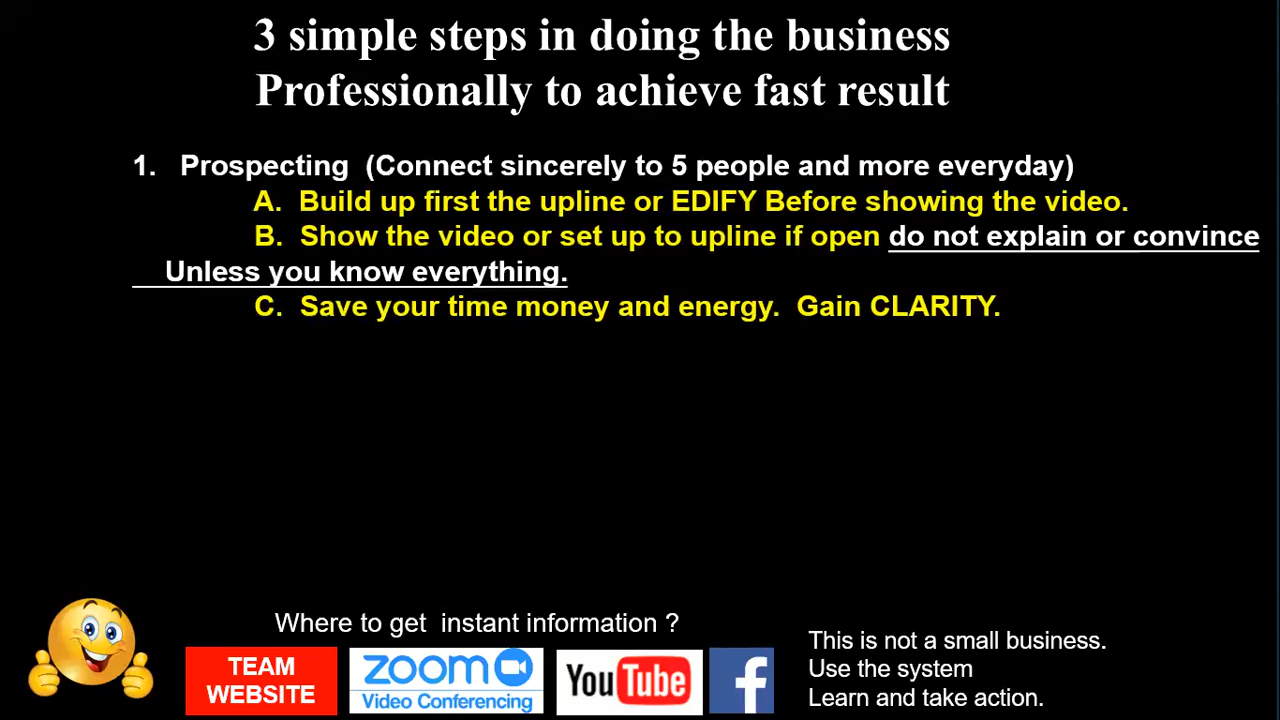 3 simple steps in doing the business
Professionally to achieve fast result
1. Prospecting (Connect sincerely to 5 people and more everyday)
A. Build up first the upline or EDIFY Before showing the video.
B. Show the video or set up to upline if open do not explain or convince
Unless you know everything.
C. Save your time money and energy. Gain CLARITY.
Where to get instant information ?
TEAM
WEBSITE
zoom
Video Conferencing
YouTube
f
This is not a small business.
Use the system
Learn and take action.